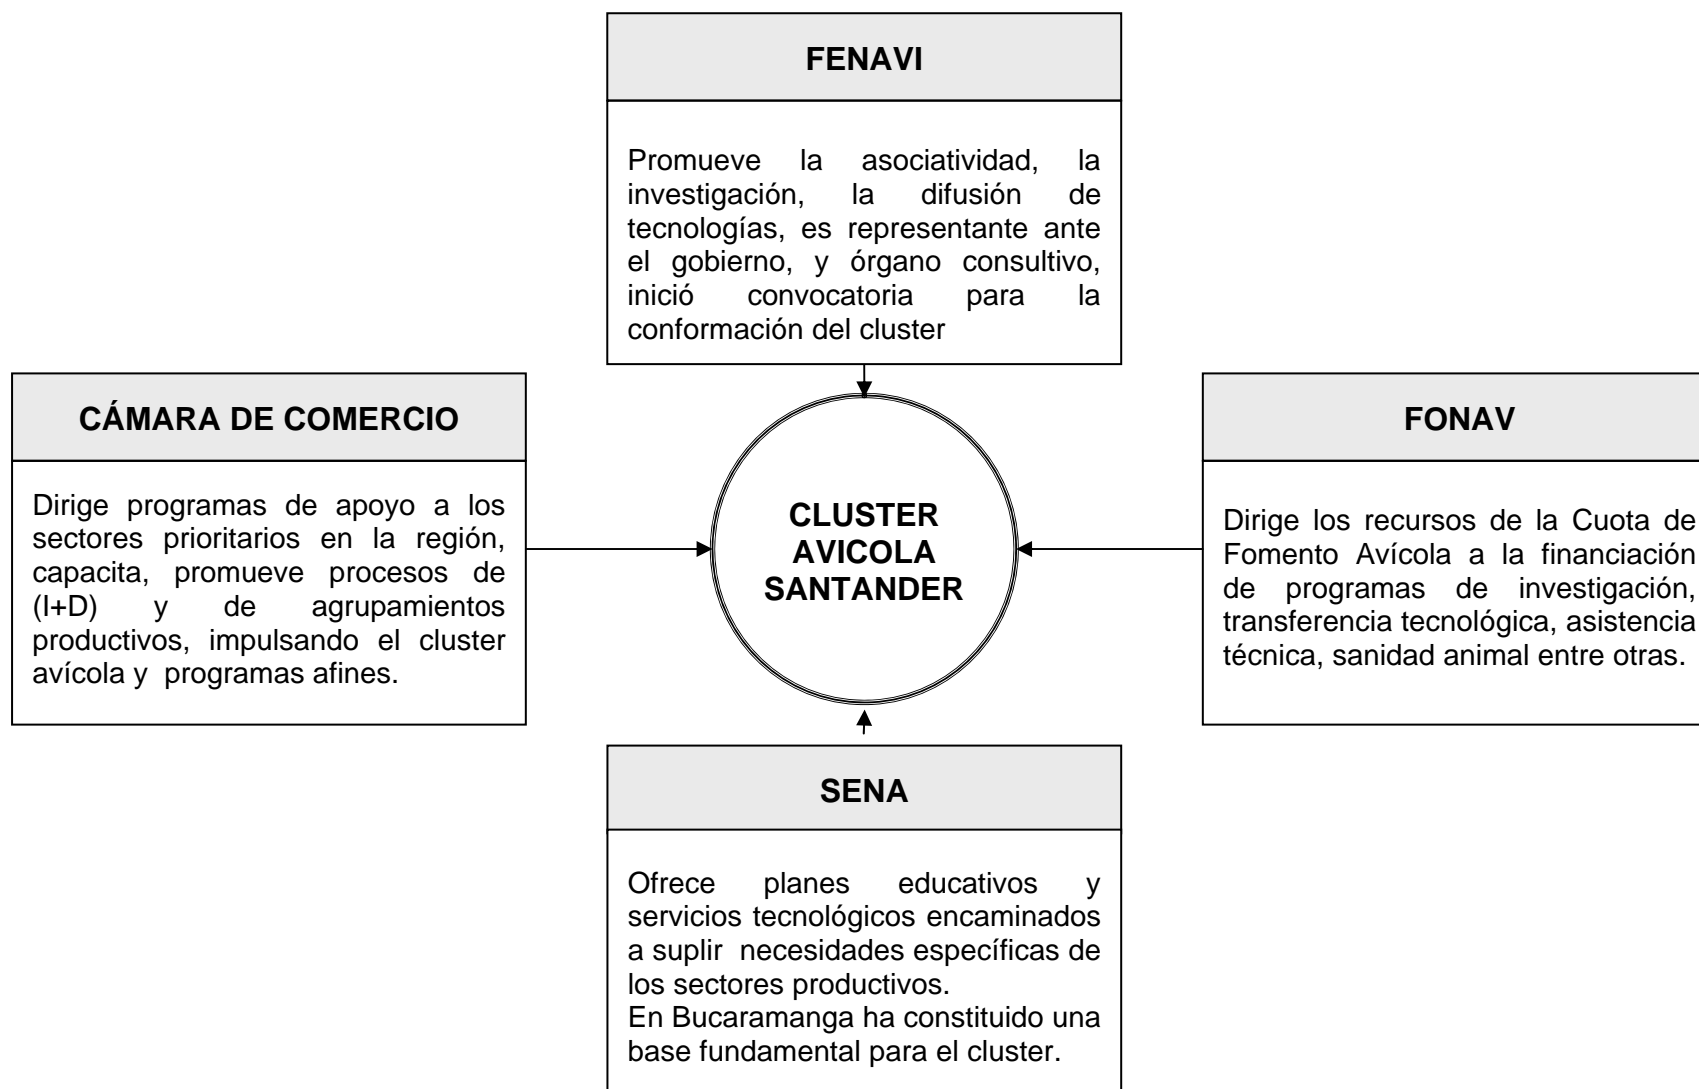 FENAVI
Promueve la asociatividad, la
investigación, la difusión de
tecnologías, es representante ante
el gobierno, y órgano consultivo,
inició convocatoria para la
conformación del cluster
CÁMARA DE COMERCIO
Dirige programas de apoyo a los
sectores prioritarios en la región,
capacita, promueve procesos de
(I+D) y de agrupamientos
productivos, impulsando el cluster
avícola y programas afines.
CLUSTER
AVICOLA
SANTANDER
FONAV
Dirige los recursos de la Cuota de
Fomento Avícola a la financiación
de programas de investigación,
transferencia tecnológica, asistencia
técnica, sanidad animal entre otras.
SENA
Ofrece planes educativos y
servicios tecnológicos encaminados
a suplir necesidades específicas de
los sectores productivos.
En Bucaramanga ha constituido una
base fundamental para el cluster.